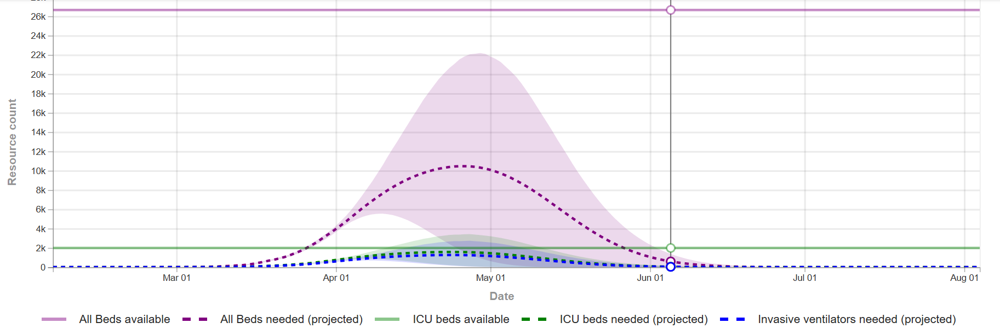 26k
24k
22k
20k
18k
16k
14k
12k
10k
8k
6k
4k
2k
0
Resource count
Mar 01
Apr 01
May 01
Jun 01
Jul 01
Aug 01
Date
All Beds available
All Beds needed (projected)
ICU beds available
ICU beds needed (projected)
Invasive ventilators needed (projected)